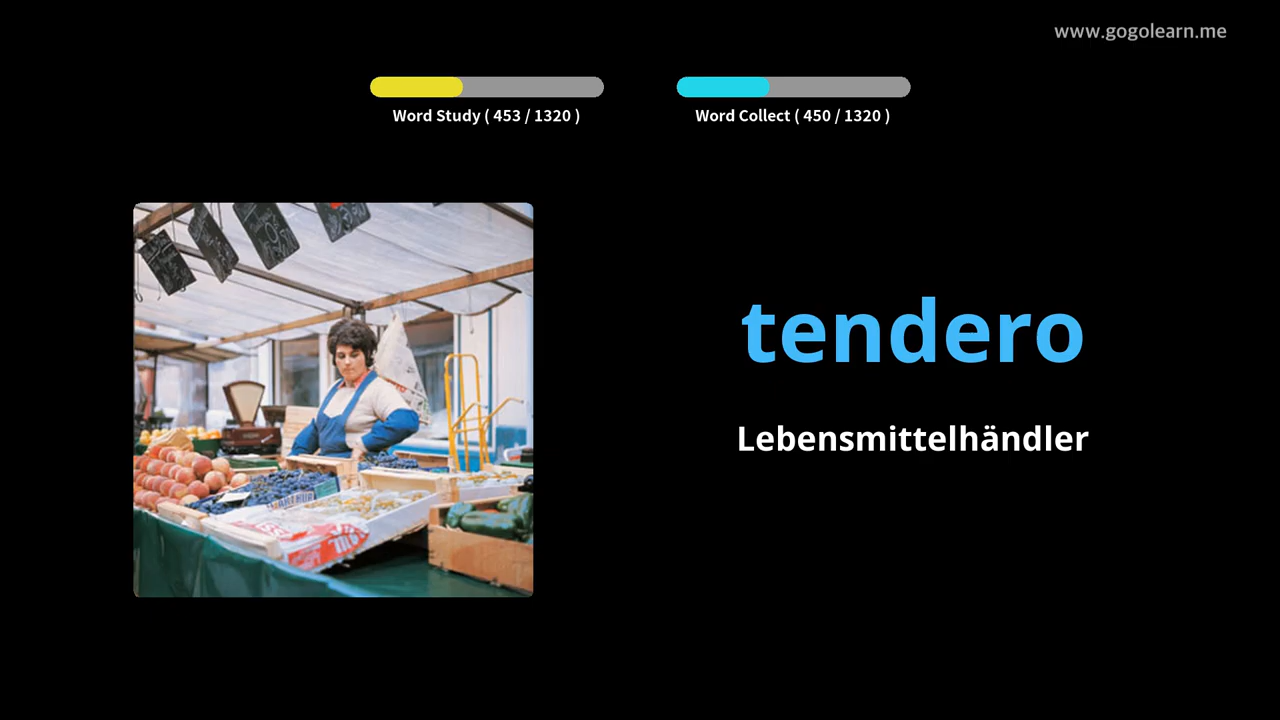 www.gogolearn.me
Word Study ( 453 / 1320 )
Word Collect ( 450 / 1320 )
tendero
Lebensmittelhändler